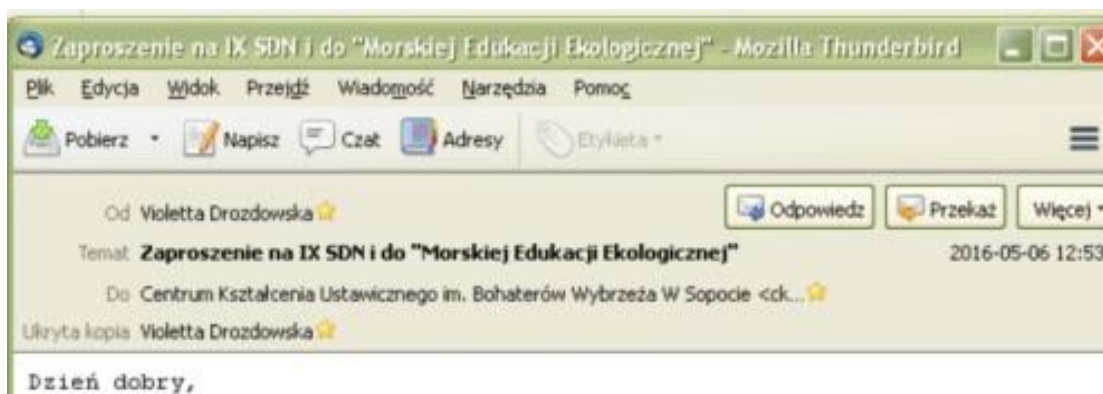 Zaproszenie na IX SDN i do "Morskiej Edukacji Ekologicznej" - Mozilla Thunderbird
Plik Edycja Widok Przejdź Wiadomość Narzędzia Pomoc
Pobierz Napisz Czat Adresy Etykieta
Od Violetta Drozdowska Odpowiedz Przekaż Więcej
Temat Zaproszenie na IX SDN i do "Morskiej Edukacji Ekologicznej" 2016-05-06 12:53
Do Centrum Kształcenia Ustawicznego im. Bohaterów Wybrzeża W Sopocie <ck...
Ukryta kopia Violetta Drozdowska
Dzień dobry,